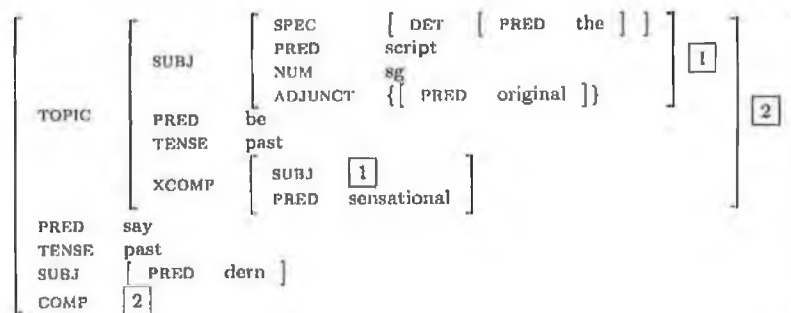 SPEC [ DET [ PRED the ] ]
SUBJ PRED script
NUM sg 1
ADJUNCT {[ PRED original ]}
TOPIC PRED be 2
TENSE past
XCOMP SUBJ 1
PRED sensational
PRED say
TENSE past
SUBJ [ PRED dern ]
COMP 2